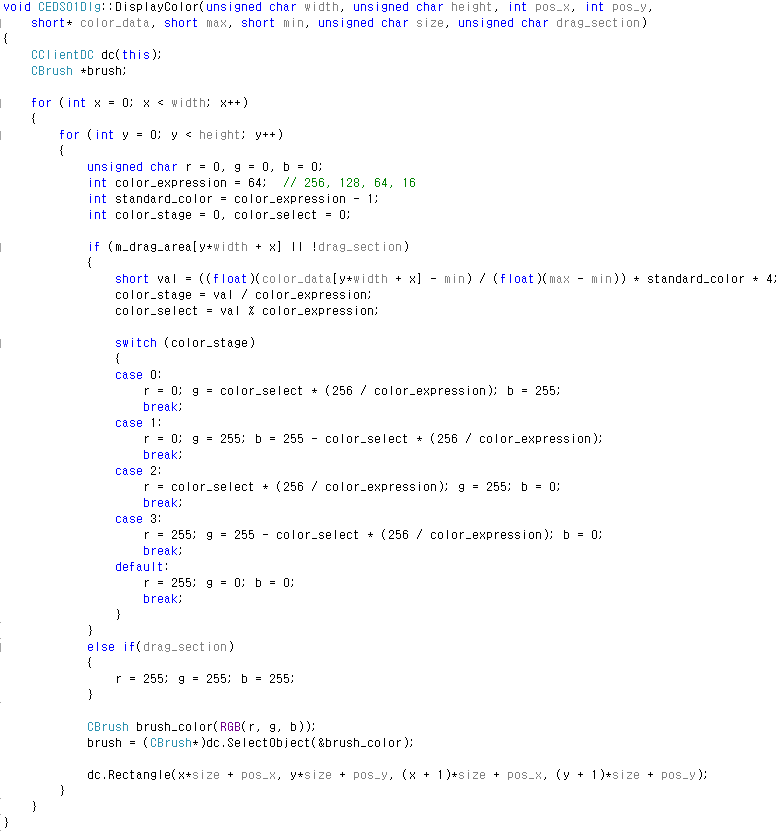 void CEDS01Dlg::DisplayColor(unsigned char width, unsigned char height, int pos_x, int pos_y,
    short* color_data, short max, short min, unsigned char size, unsigned char drag_section)
{
    CClientDC dc(this);
    CBrush *brush;

    for (int x = 0; x < width; x++)
    {
        for (int y = 0; y < height; y++)
        {
            unsigned char r = 0, g = 0, b = 0;
            int color_expression = 64;  // 256, 128, 64, 16
            int standard_color = color_expression - 1;
            int color_stage = 0, color_select = 0;

            if (m_drag_area[y*width + x] || !drag_section)
            {
                short val = ((float)(color_data[y*width + x] - min) / (float)(max - min)) * standard_color * 4;
                color_stage = val / color_expression;
                color_select = val % color_expression;

                switch (color_stage)
                {
                case 0:
                    r = 0; g = color_select * (256 / color_expression); b = 255;
                    break;
                case 1:
                    r = 0; g = 255; b = 255 - color_select * (256 / color_expression);
                    break;
                case 2:
                    r = color_select * (256 / color_expression); g = 255; b = 0;
                    break;
                case 3:
                    r = 255; g = 255 - color_select * (256 / color_expression); b = 0;
                    break;
                default:
                    r = 255; g = 0; b = 0;
                    break;
                }
            }
            else if(drag_section)
            {
                r = 255; g = 255; b = 255;
            }

            CBrush brush_color(RGB(r, g, b));
            brush = (CBrush*)dc.SelectObject(&brush_color);

            dc.Rectangle(x*size + pos_x, y*size + pos_y, (x + 1)*size + pos_x, (y + 1)*size + pos_y);
        }
    }
}